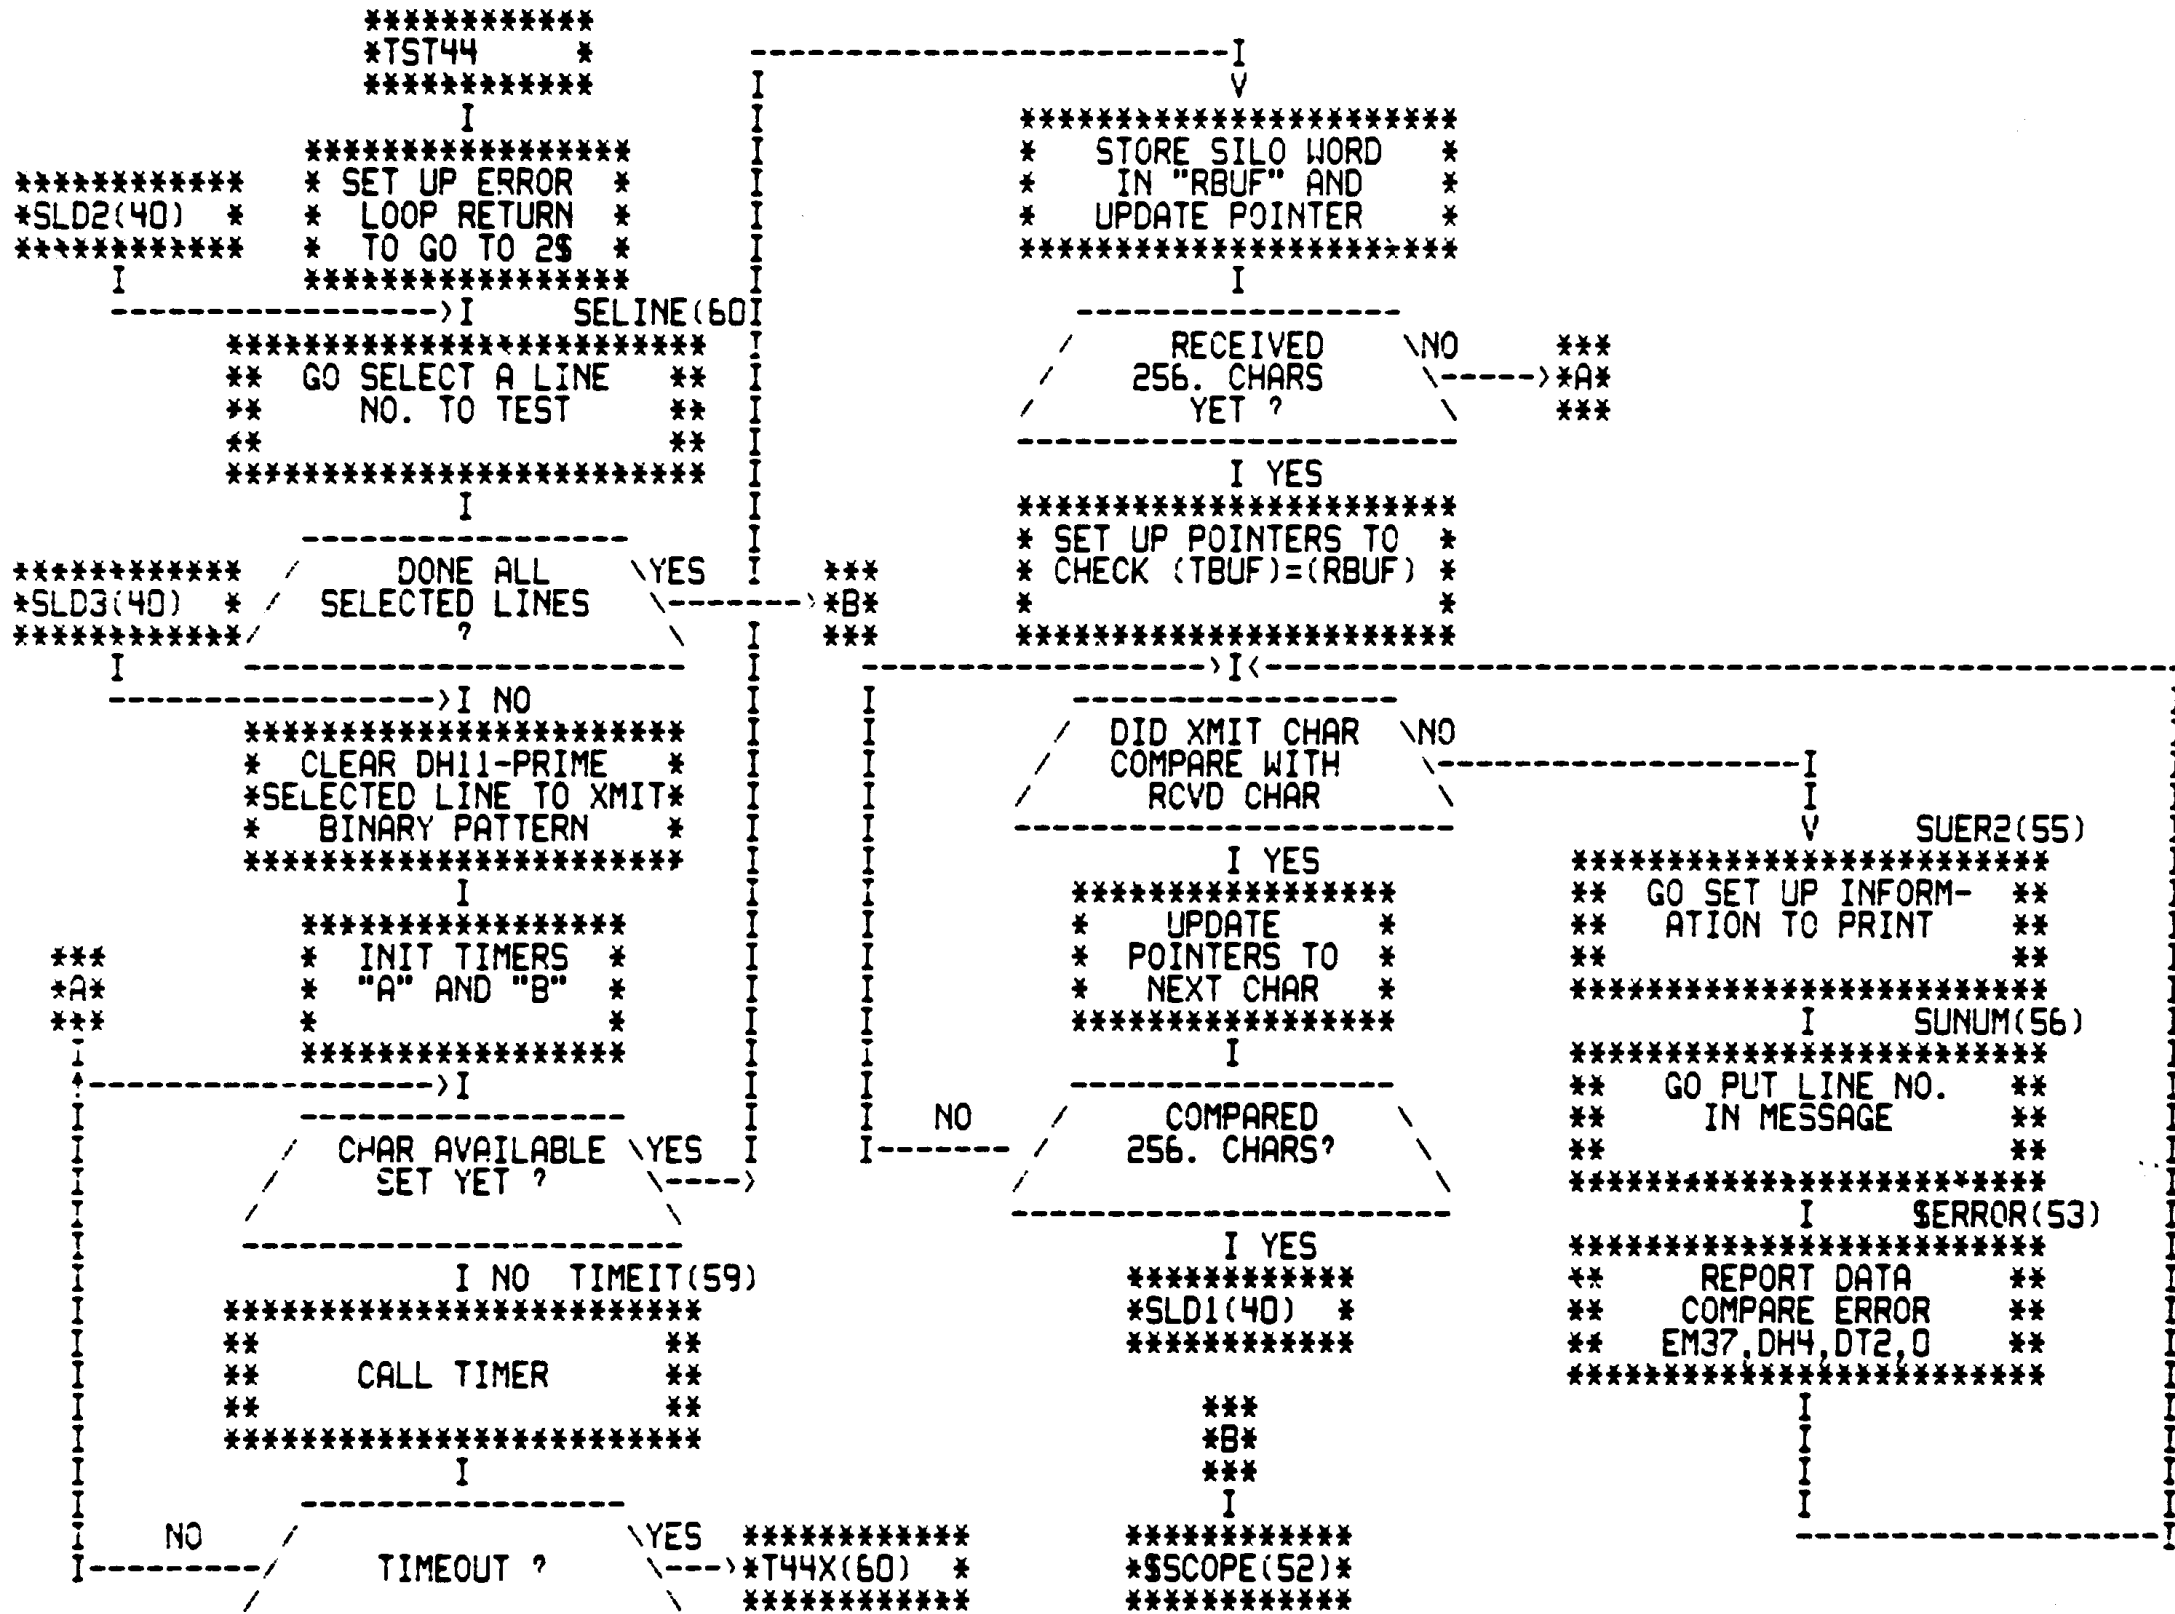 TST44
SET UP ERROR
LOOP RETURN
TO GO TO 2$
SLD2(40)
SELINE(60
GO SELECT A LINE
NO. TO TEST
DONE ALL
SELECTED LINES
?
YES
B
SLD3(40)
NO
CLEAR DH11-PRIME
SELECTED LINE TO XMIT
BINARY PATTERN
INIT TIMERS
"A" AND "B"
A
CHAR AVAILABLE
SET YET ?
YES
NO TIMEIT(59)
CALL TIMER
TIMEOUT ?
NO
YES
T44X(60)
V
STORE SILO WORD
IN "RBUF" AND
UPDATE POINTER
RECEIVED
256. CHARS
YET ?
NO
A
YES
SET UP POINTERS TO
CHECK (TBUF)=(RBUF)
DID XMIT CHAR
COMPARE WITH
RCVD CHAR
NO
YES
UPDATE
POINTERS TO
NEXT CHAR
COMPARED
256. CHARS?
NO
YES
SLD1(40)
B
$SCOPE(52)
V
SUER2(55)
GO SET UP INFORM-
ATION TO PRINT
SUNUM(56)
GO PUT LINE NO.
IN MESSAGE
$ERROR(53)
REPORT DATA
COMPARE ERROR
EM37,DH4,DT2,0